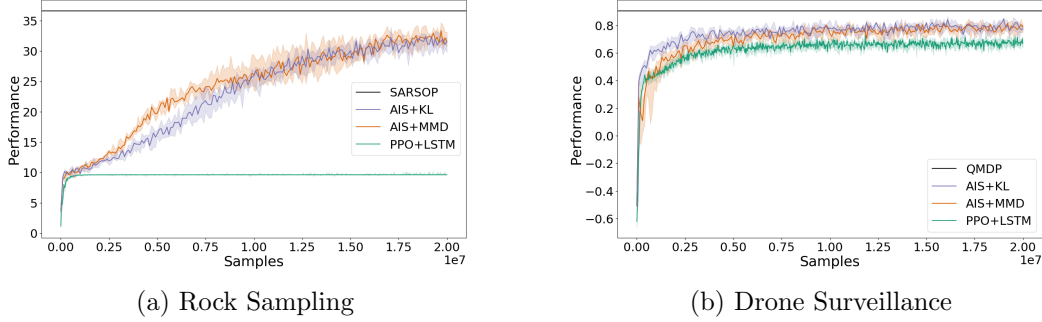 Performance
35
30
25
20
15
10
5
0
SARSOP
AIS+KL
AIS+MMD
PPO+LSTM
0.00 0.25 0.50 0.75 1.00 1.25 1.50 1.75 2.00
Samples
1e7
(a) Rock Sampling
Performance
0.8
0.6
0.4
0.2
0.0
−0.2
−0.4
−0.6
QMDP
AIS+KL
AIS+MMD
PPO+LSTM
0.00 0.25 0.50 0.75 1.00 1.25 1.50 1.75 2.00
Samples
1e7
(b) Drone Surveillance